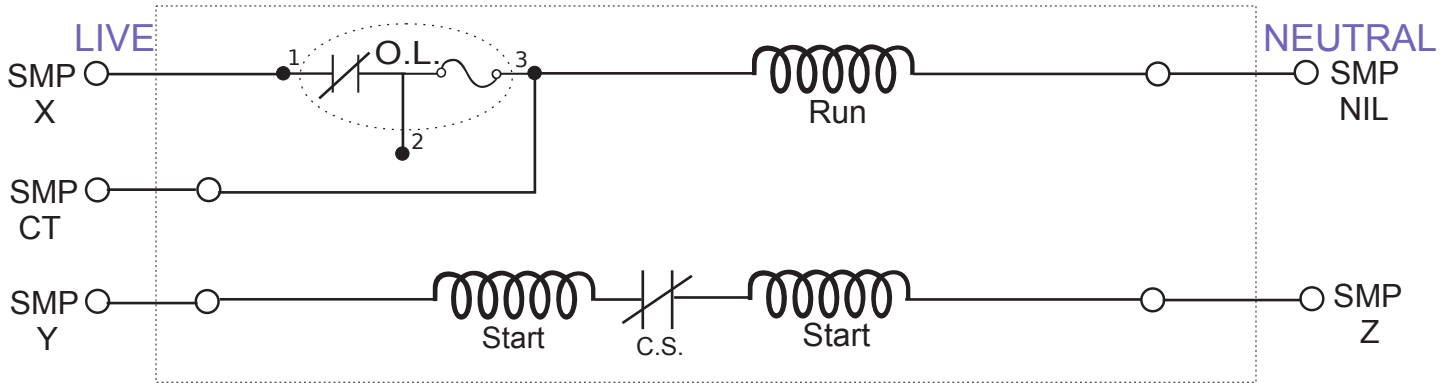 LIVE
NEUTRAL
1
O.L.
3
SMP
X
Run
SMP
NIL
2
SMP
CT
SMP
Y
Start
C.S.
Start
SMP
Z